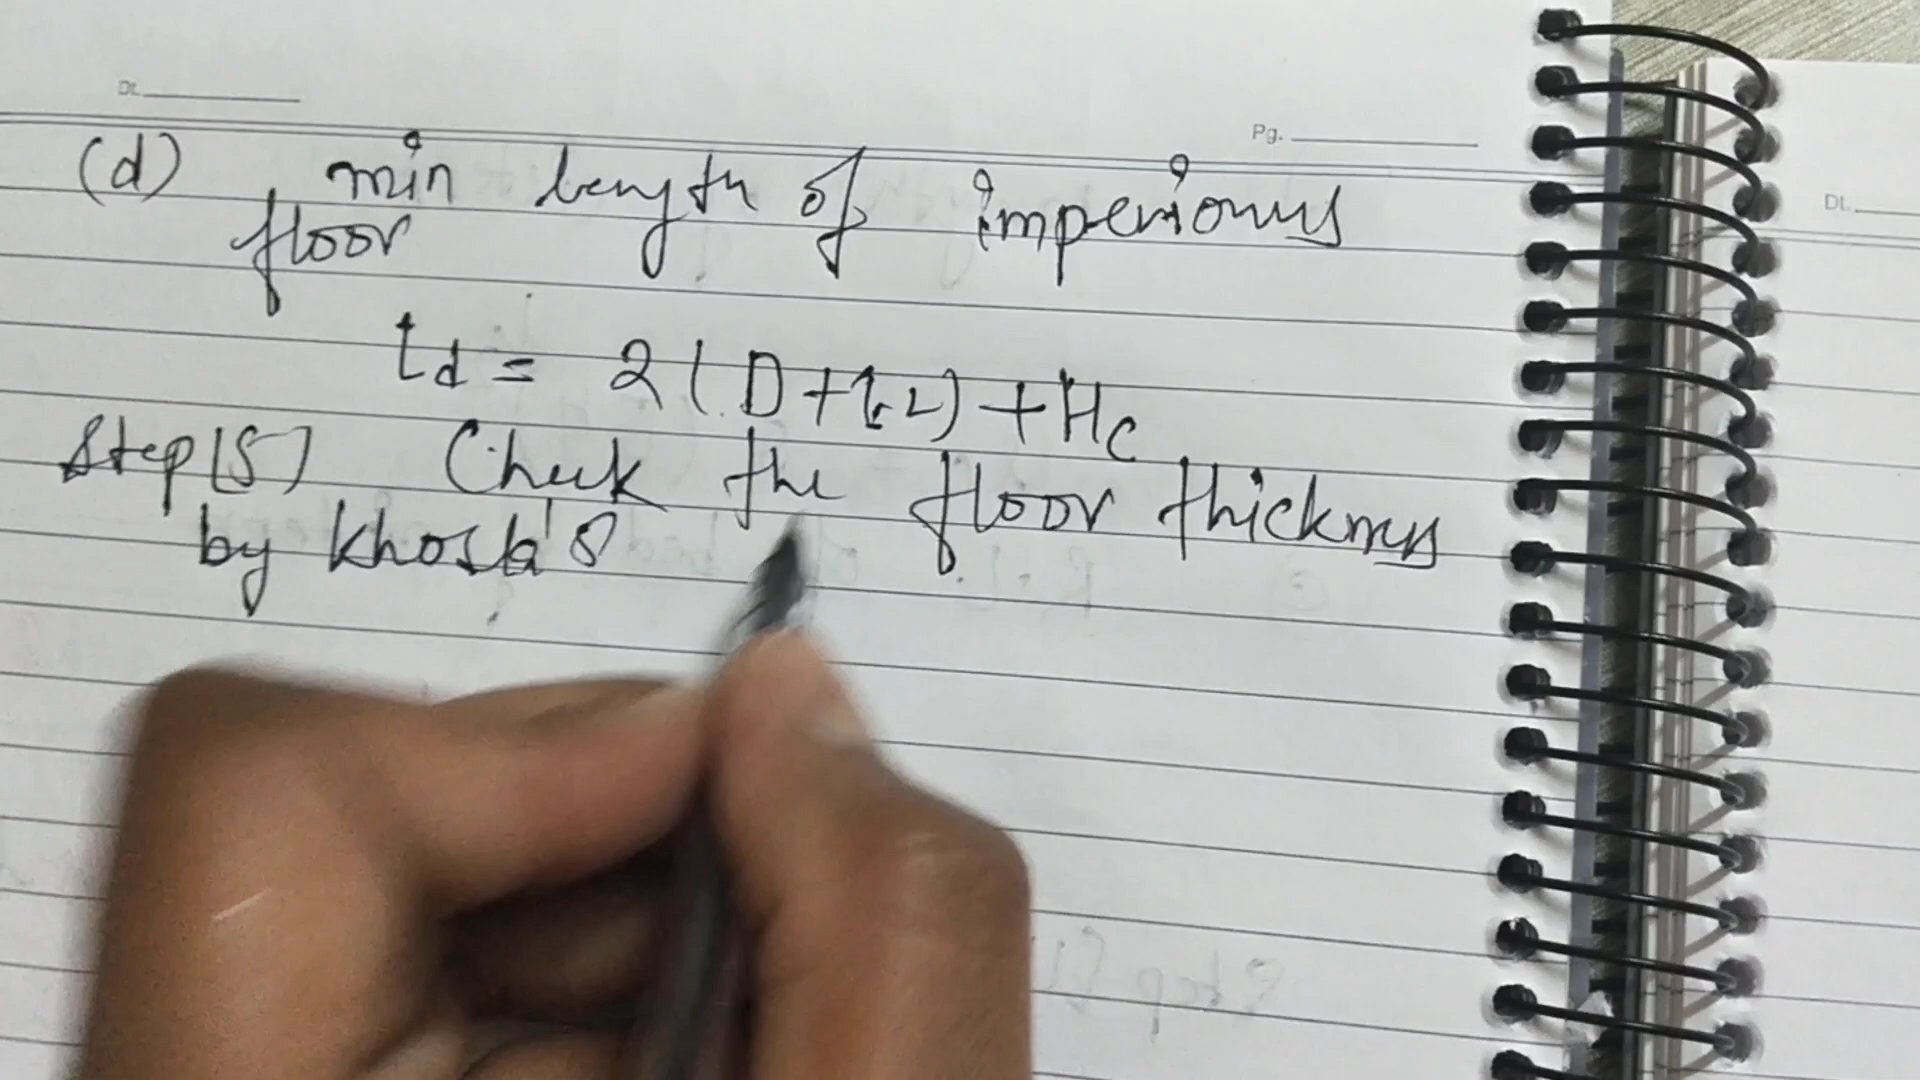 Dt.
Pg.
Dt.
(d) min length of impervious
floor
td = 2(D+1.2) + Hc
Step(5) Check the floor thickness
by khosla's